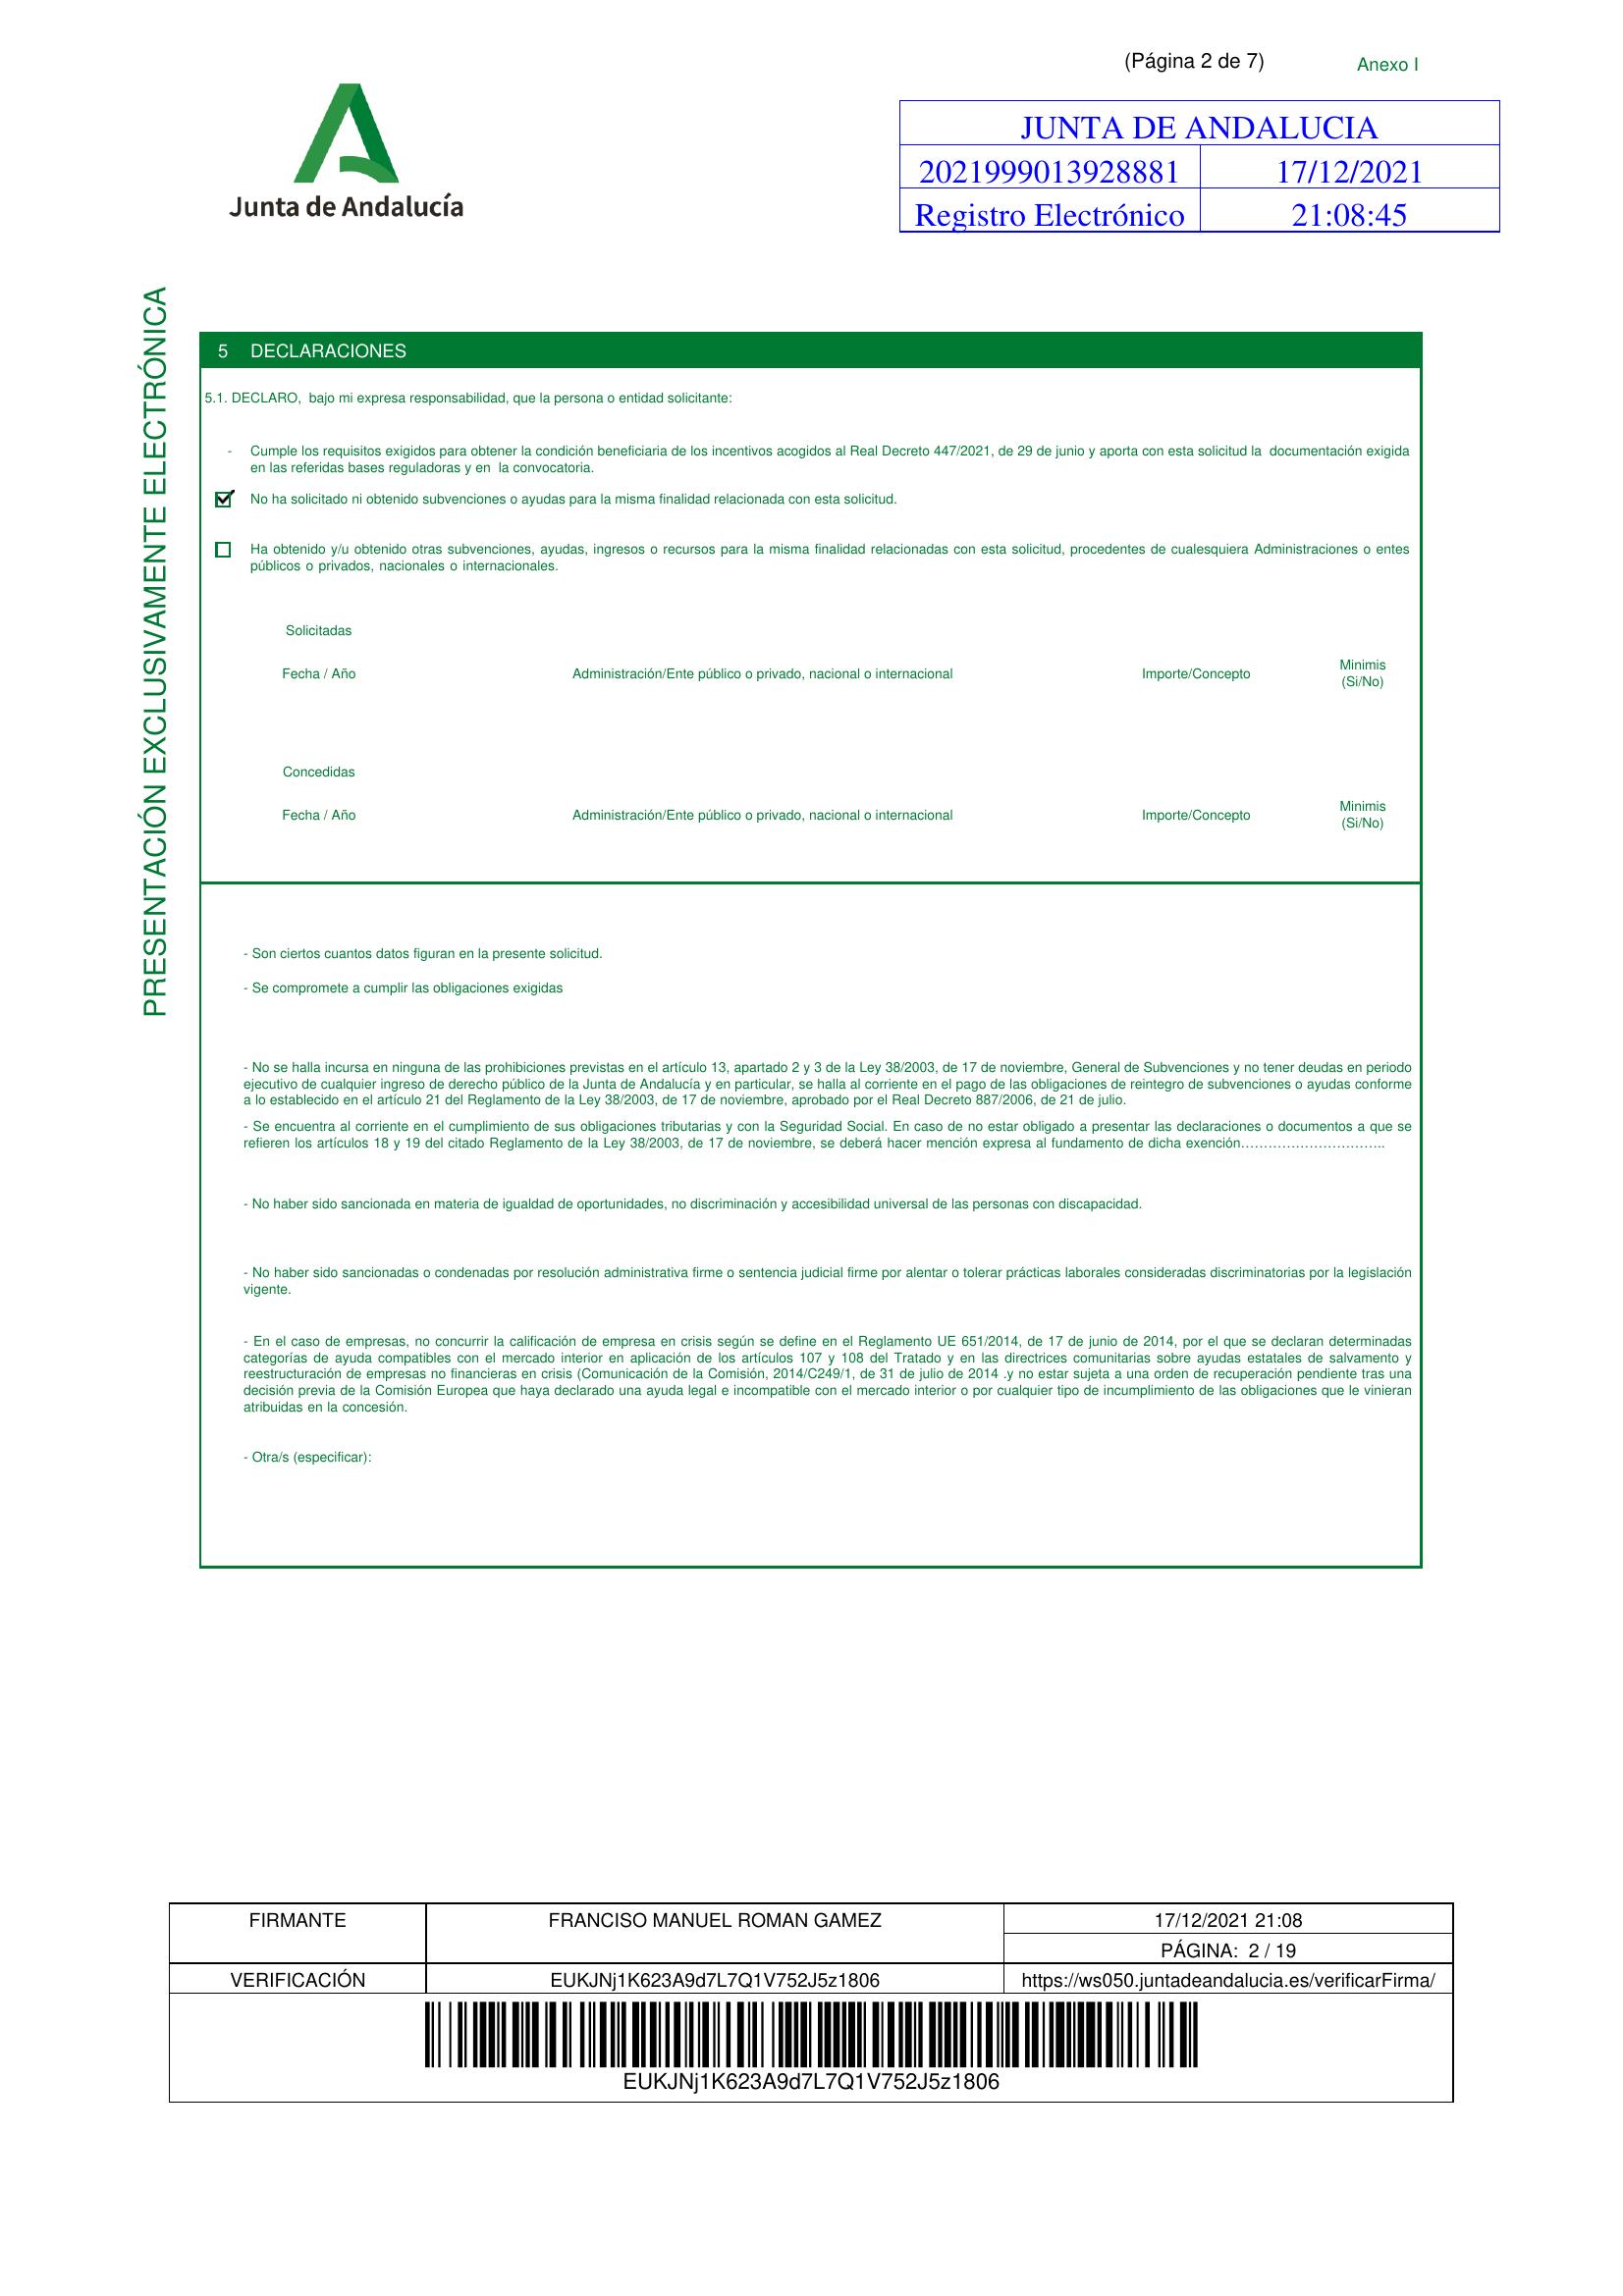 (Página 2 de 7)
Anexo I
Junta de Andalucía
JUNTA DE ANDALUCIA
2021999013928881 17/12/2021
Registro Electrónico 21:08:45
PRESENTACIÓN EXCLUSIVAMENTE ELECTRÓNICA
5 DECLARACIONES
5.1. DECLARO, bajo mi expresa responsabilidad, que la persona o entidad solicitante:
- Cumple los requisitos exigidos para obtener la condición beneficiaria de los incentivos acogidos al Real Decreto 447/2021, de 29 de junio y aporta con esta solicitud la documentación exigida
en las referidas bases reguladoras y en la convocatoria.
No ha solicitado ni obtenido subvenciones o ayudas para la misma finalidad relacionada con esta solicitud.
Ha obtenido y/u obtenido otras subvenciones, ayudas, ingresos o recursos para la misma finalidad relacionadas con esta solicitud, procedentes de cualesquiera Administraciones o entes
públicos o privados, nacionales o internacionales.
Solicitadas
Fecha / Año Administración/Ente público o privado, nacional o internacional Importe/Concepto Minimis
(Si/No)
Concedidas
Fecha / Año Administración/Ente público o privado, nacional o internacional Importe/Concepto Minimis
(Si/No)
- Son ciertos cuantos datos figuran en la presente solicitud.
- Se compromete a cumplir las obligaciones exigidas
- No se halla incursa en ninguna de las prohibiciones previstas en el artículo 13, apartado 2 y 3 de la Ley 38/2003, de 17 de noviembre, General de Subvenciones y no tener deudas en periodo
ejecutivo de cualquier ingreso de derecho público de la Junta de Andalucía y en particular, se halla al corriente en el pago de las obligaciones de reintegro de subvenciones o ayudas conforme
a lo establecido en el artículo 21 del Reglamento de la Ley 38/2003, de 17 de noviembre, aprobado por el Real Decreto 887/2006, de 21 de julio.
- Se encuentra al corriente en el cumplimiento de sus obligaciones tributarias y con la Seguridad Social. En caso de no estar obligado a presentar las declaraciones o documentos a que se
refieren los artículos 18 y 19 del citado Reglamento de la Ley 38/2003, de 17 de noviembre, se deberá hacer mención expresa al fundamento de dicha exención…………………………..
- No haber sido sancionada en materia de igualdad de oportunidades, no discriminación y accesibilidad universal de las personas con discapacidad.
- No haber sido sancionadas o condenadas por resolución administrativa firme o sentencia judicial firme por alentar o tolerar prácticas laborales consideradas discriminatorias por la legislación
vigente.
- En el caso de empresas, no concurrir la calificación de empresa en crisis según se define en el Reglamento UE 651/2014, de 17 de junio de 2014, por el que se declaran determinadas
categorías de ayuda compatibles con el mercado interior en aplicación de los artículos 107 y 108 del Tratado y en las directrices comunitarias sobre ayudas estatales de salvamento y
reestructuración de empresas no financieras en crisis (Comunicación de la Comisión, 2014/C249/1, de 31 de julio de 2014 .y no estar sujeta a una orden de recuperación pendiente tras una
decisión previa de la Comisión Europea que haya declarado una ayuda legal e incompatible con el mercado interior o por cualquier tipo de incumplimiento de las obligaciones que le vinieran
atribuidas en la concesión.
- Otra/s (especificar):
FIRMANTE FRANCISO MANUEL ROMAN GAMEZ 17/12/2021 21:08
PÁGINA: 2 / 19
VERIFICACIÓN EUKJNj1K623A9d7L7Q1V752J5z1806 https://ws050.juntadeandalucia.es/verificarFirma/
EUKJNj1K623A9d7L7Q1V752J5z1806